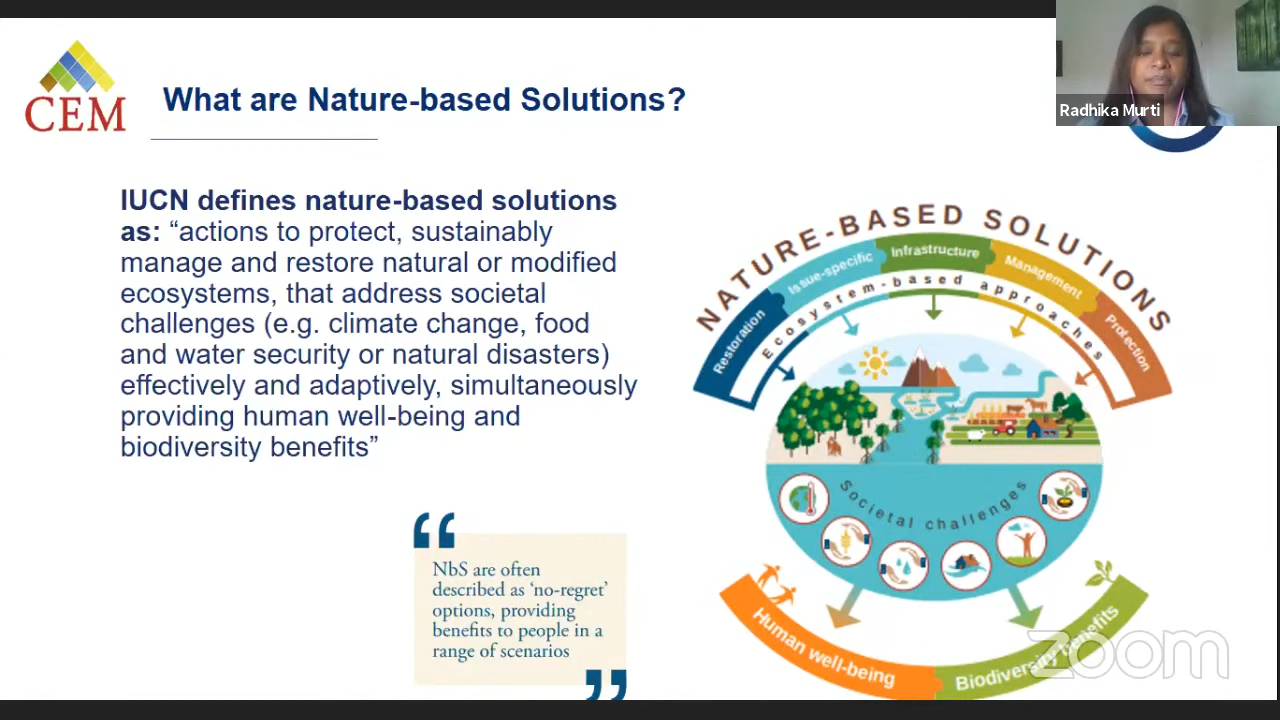 CEM
What are Nature-based Solutions?
Radhika Murti
IUCN defines nature-based solutions
as: “actions to protect, sustainably
manage and restore natural or modified
ecosystems, that address societal
challenges (e.g. climate change, food
and water security or natural disasters)
effectively and adaptively, simultaneously
providing human well-being and
biodiversity benefits”
“
NbS are often
described as ‘no-regret’
options, providing
benefits to people in a
range of scenarios
”
NATURE-BASED SOLUTIONS
Restoration
Issue-specific
Infrastructure
Management
Protection
Ecosystem-based approaches
Societal challenges
Human well-being
Biodiversity benefits
zoom